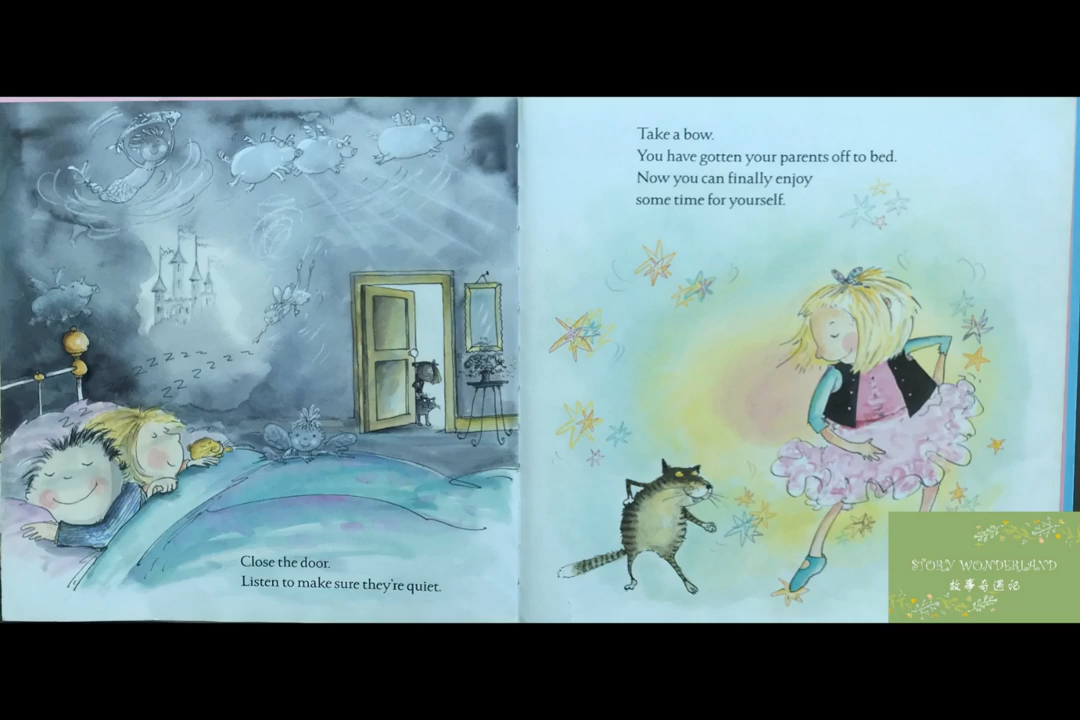 z z z z z z z
z z z z z
z z
Close the door.
Listen to make sure they're quiet.
Take a bow.
You have gotten your parents off to bed.
Now you can finally enjoy
some time for yourself.
STORY WONDERLAND
故事奇遇记